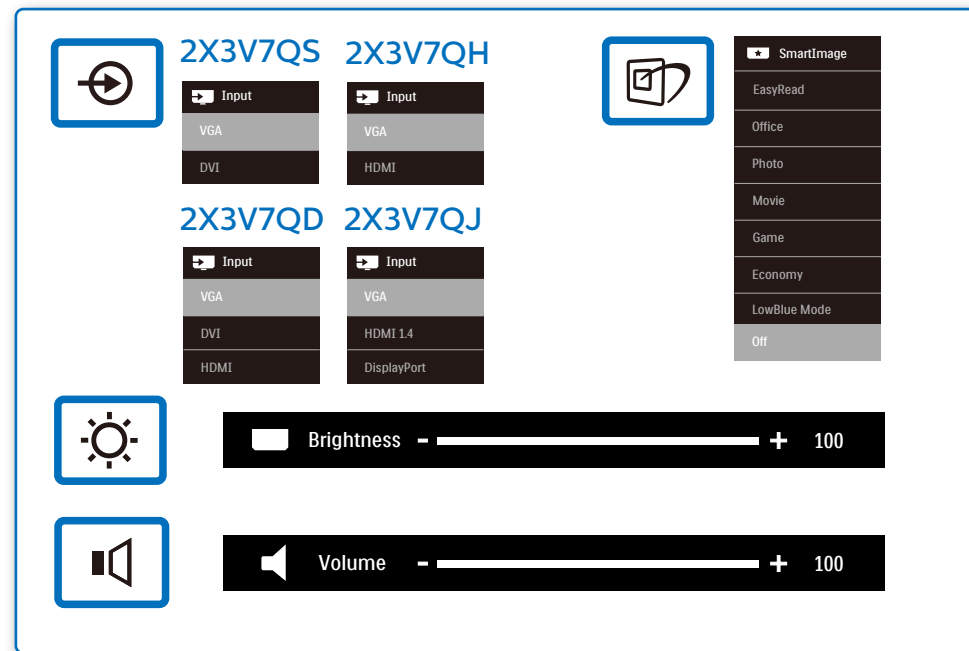 2X3V7QS
Input
VGA
DVI
2X3V7QH
Input
VGA
HDMI
2X3V7QD
Input
VGA
DVI
HDMI
2X3V7QJ
Input
VGA
HDMI 1.4
DisplayPort
SmartImage
EasyRead
Office
Photo
Movie
Game
Economy
LowBlue Mode
Off
Brightness - + 100
Volume - + 100